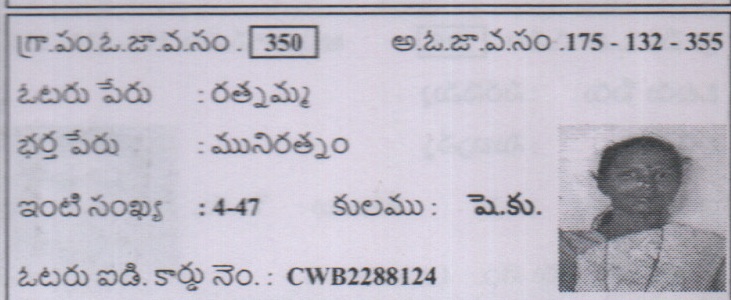 గ్రా.పం.ఓ.జా.వ.సం. 350 అ.ఓ.జా.వ.సం.175 - 132 - 355
ఓటరు పేరు : రత్నమ్మ
భర్త పేరు : మునిరత్నం
ఇంటి సంఖ్య : 4-47 కులము : షె.కు.
ఓటరు ఐడి. కార్డు నెం. : CWB2288124